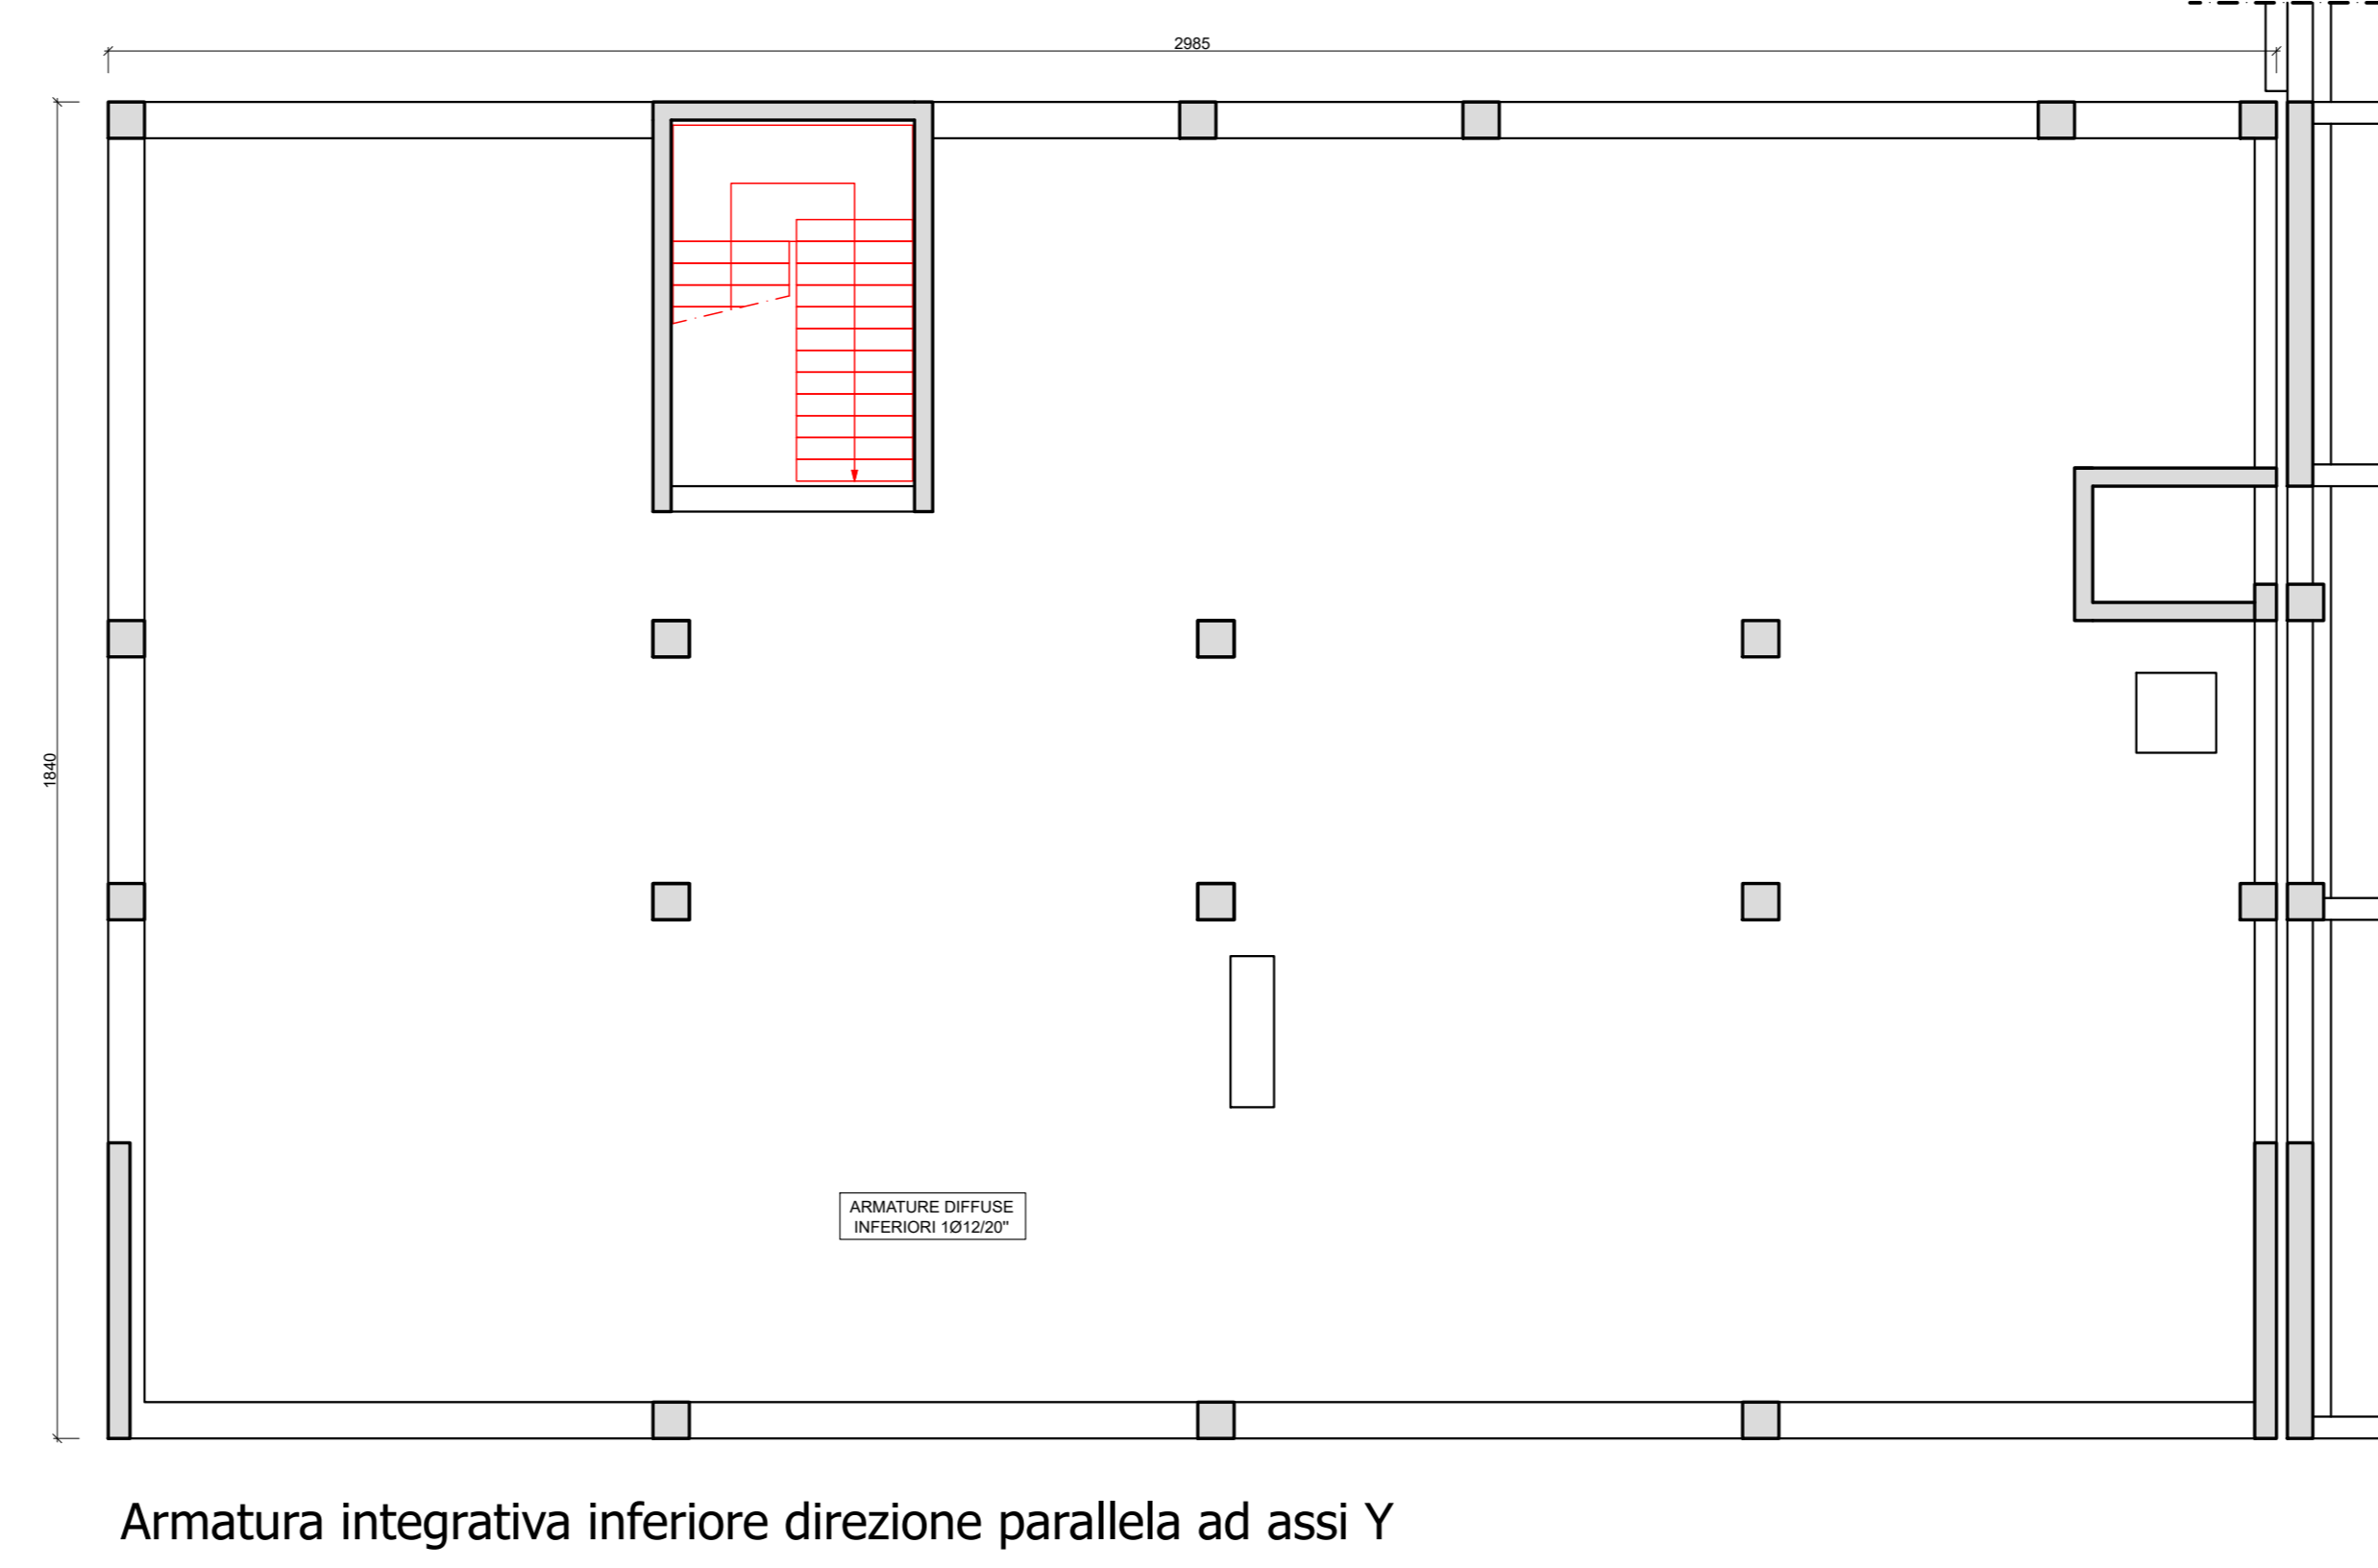 2985
1840
ARMATURE DIFFUSE
INFERIORI 1Ø12/20"
Armatura integrativa inferiore direzione parallela ad assi Y